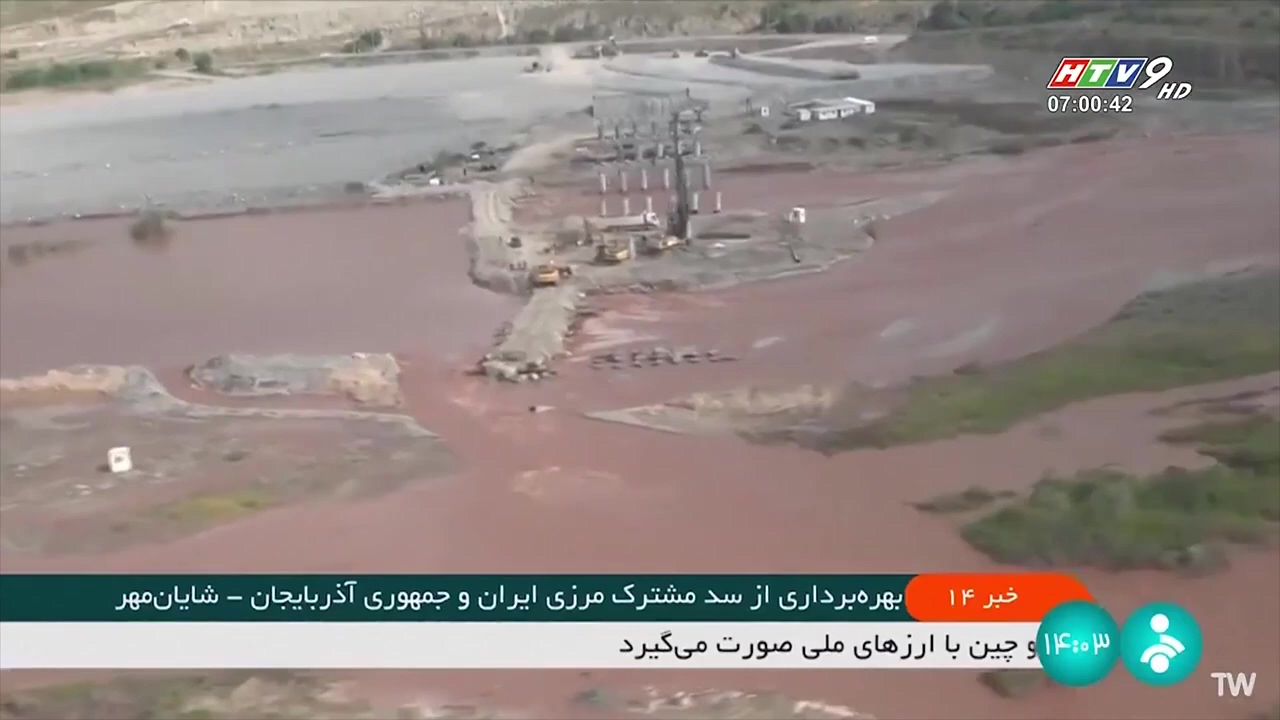 HTV9 HD
07:00:42
خبر ۱۴
بهره‌برداری از سد مشترک مرزی ایران و جمهوری آذربایجان – شایان‌مهر
۱۴:۰۳
و چین با ارزهای ملی صورت می‌گیرد
TW